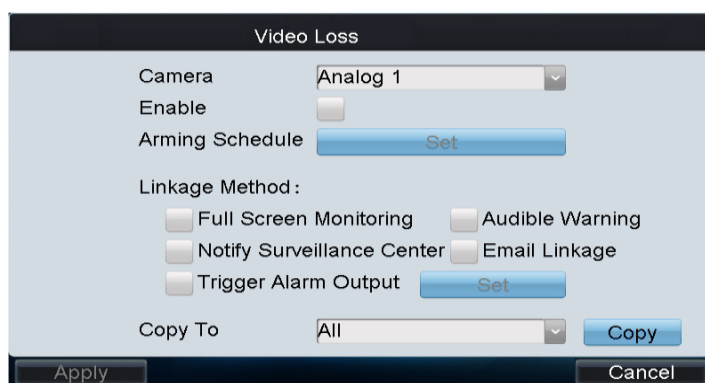 Video Loss
Camera Analog 1
Enable
Arming Schedule Set
Linkage Method:
Full Screen Monitoring Audible Warning
Notify Surveillance Center Email Linkage
Trigger Alarm Output Set
Copy To All Copy
Apply Cancel